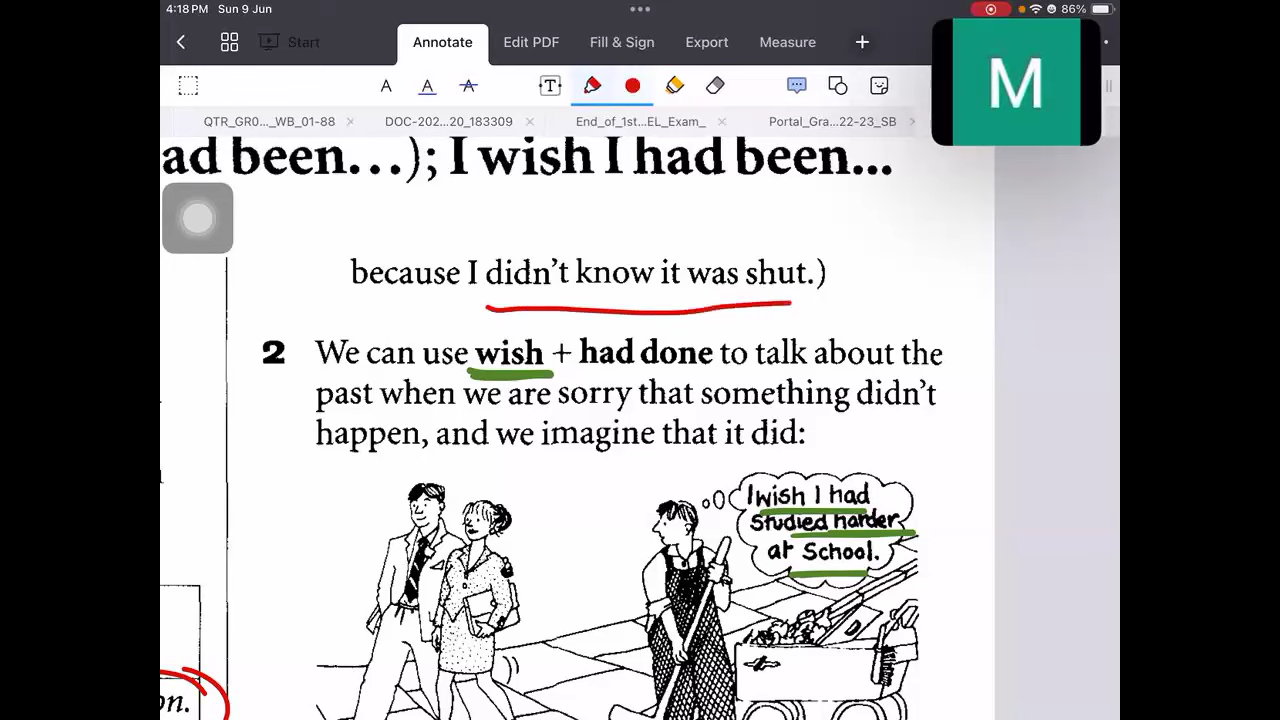 4:18 PM Sun 9 Jun
86%
Start
Annotate
Edit PDF
Fill & Sign
Export
Measure
M
A A A T
QTR_GR0..._WB_01-88
DOC-202...20_183309
End_of_1st...EL_Exam_
Portal_Gra...22-23_SB
ad been...); I wish I had been...
because I didn't know it was shut.)
2 We can use wish + had done to talk about the
past when we are sorry that something didn't
happen, and we imagine that it did:
I wish I had
studied harder
at School.
on.